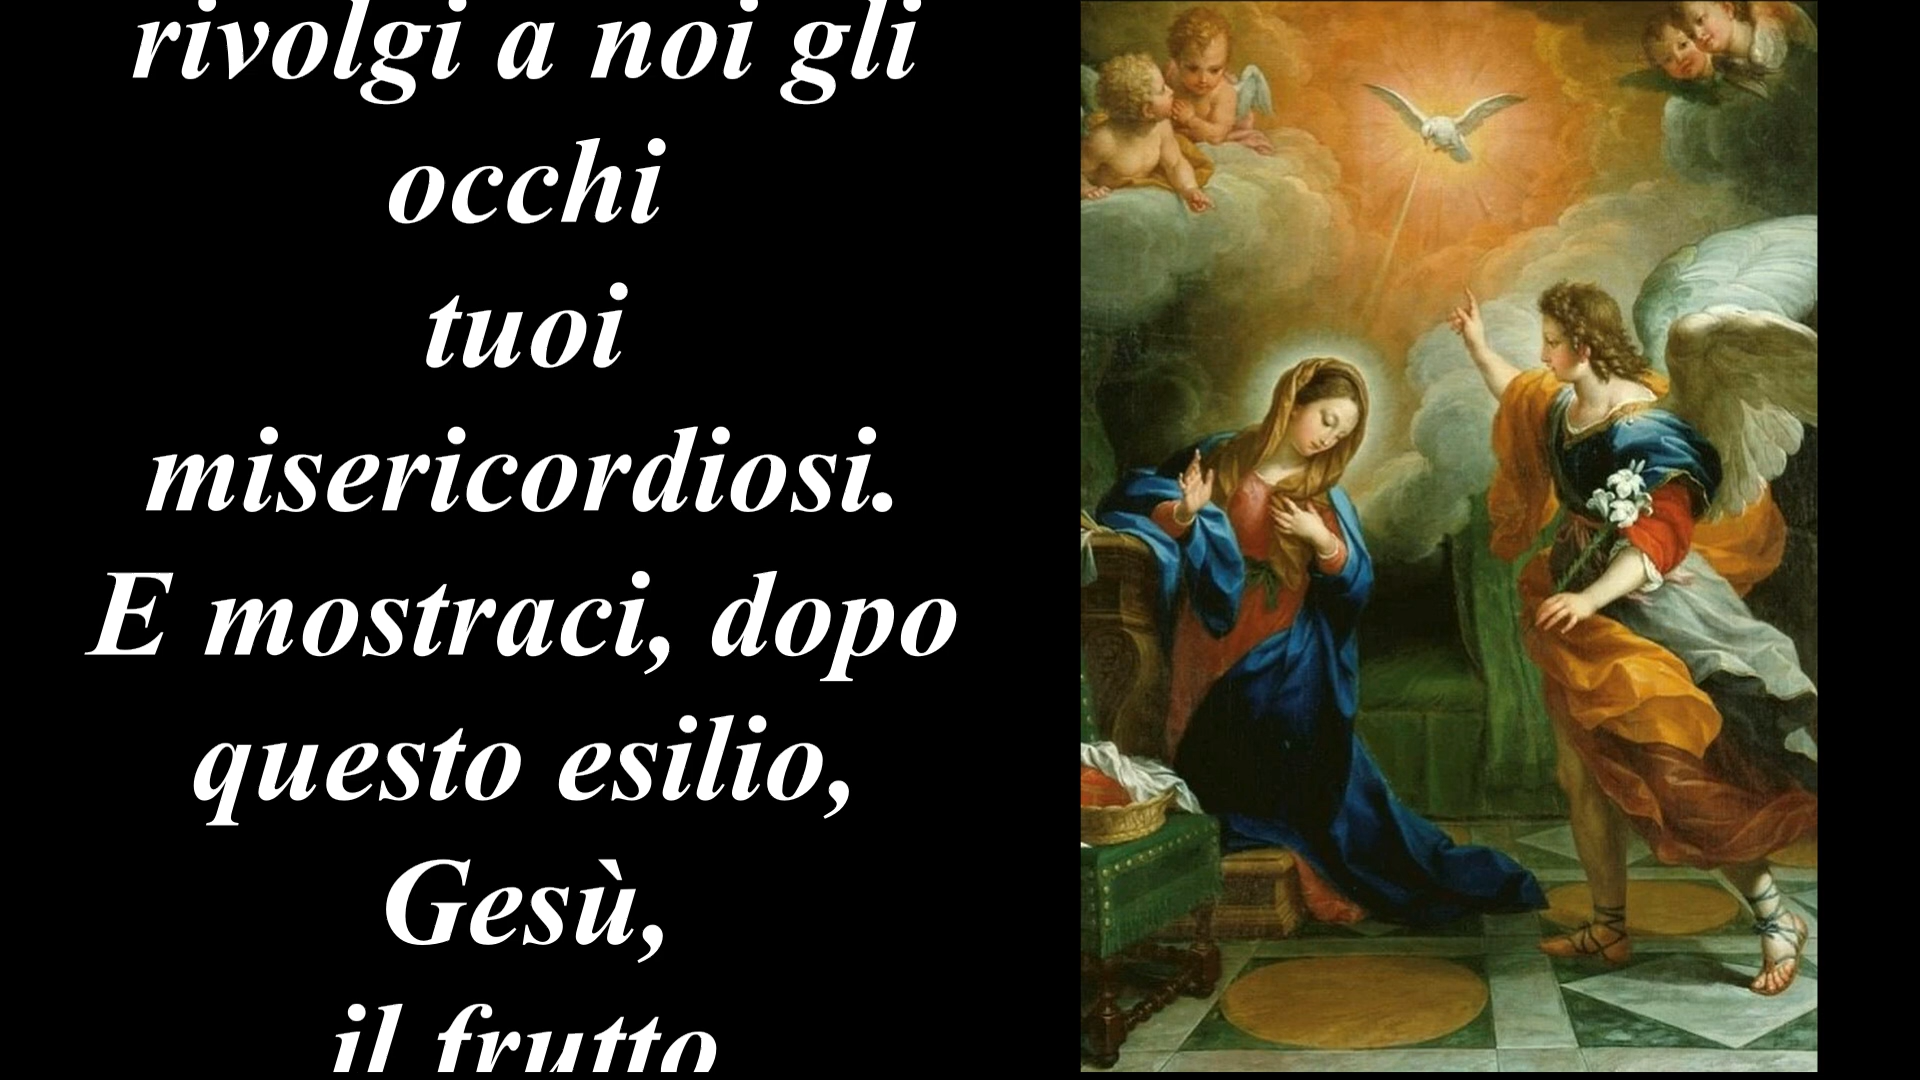 rivolgi a noi gli
occhi
tuoi
misericordiosi.
E mostraci, dopo
questo esilio,
Gesù,
il frutto